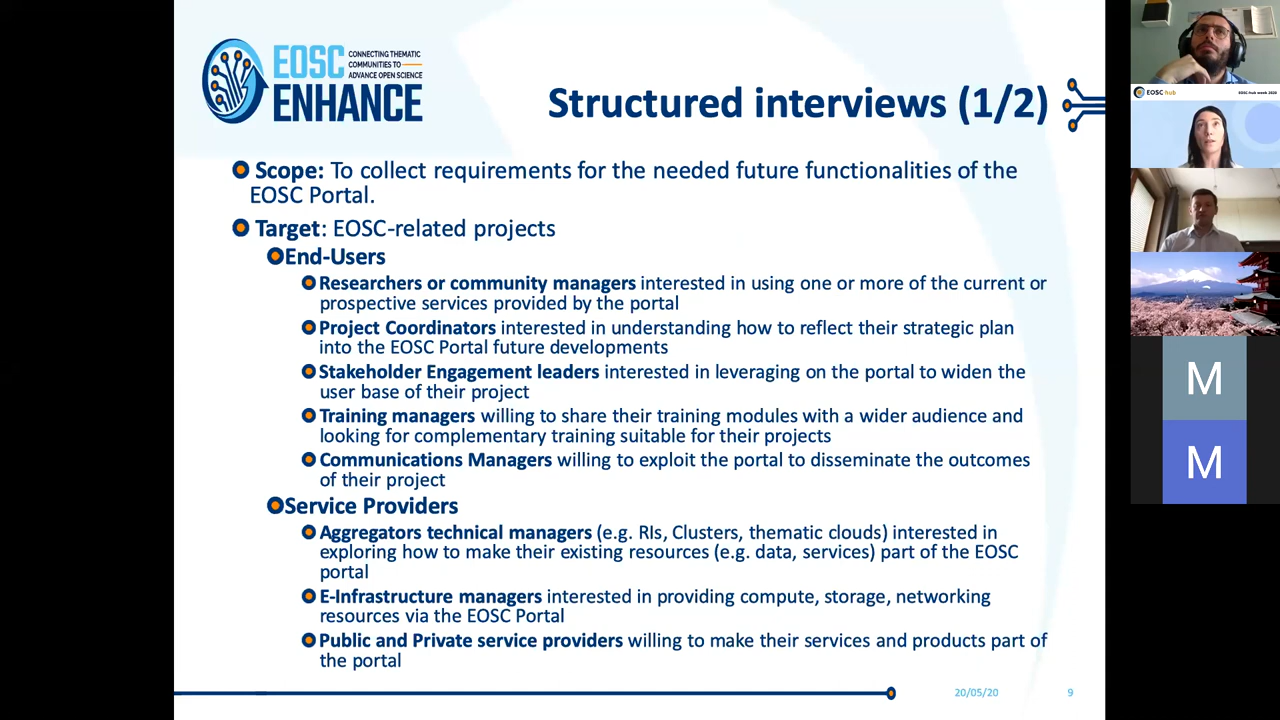 EOSC
CONNECTING THEMATIC
COMMUNITIES TO
ADVANCE OPEN SCIENCE
ENHANCE
Structured interviews (1/2)
Scope: To collect requirements for the needed future functionalities of the
EOSC Portal.
Target: EOSC-related projects
End-Users
Researchers or community managers interested in using one or more of the current or
prospective services provided by the portal
Project Coordinators interested in understanding how to reflect their strategic plan
into the EOSC Portal future developments
Stakeholder Engagement leaders interested in leveraging on the portal to widen the
user base of their project
Training managers willing to share their training modules with a wider audience and
looking for complementary training suitable for their projects
Communications Managers willing to exploit the portal to disseminate the outcomes
of their project
Service Providers
Aggregators technical managers (e.g. RIs, Clusters, thematic clouds) interested in
exploring how to make their existing resources (e.g. data, services) part of the EOSC
portal
E-Infrastructure managers interested in providing compute, storage, networking
resources via the EOSC Portal
Public and Private service providers willing to make their services and products part of
the portal
20/05/20
9
EOSC hub
EOSC-hub week 2020
M
M